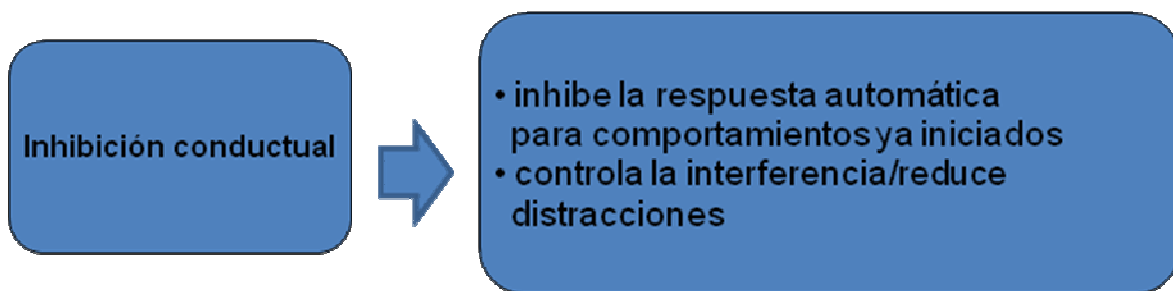 Inhibición conductual
• inhibe la respuesta automática
para comportamientos ya iniciados
• controla la interferencia/reduce
distracciones